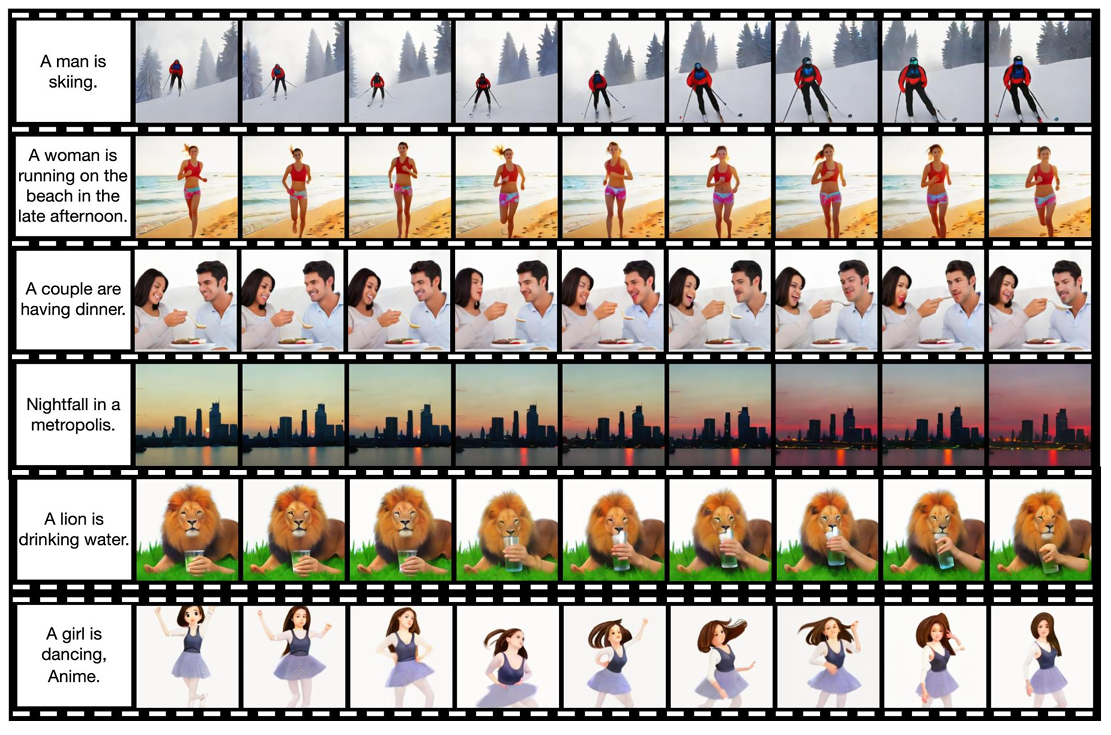 A man is
skiing.
A woman is
running on the
beach in the
late afternoon.
A couple are
having dinner.
Nightfall in a
metropolis.
A lion is
drinking water.
A girl is
dancing,
Anime.